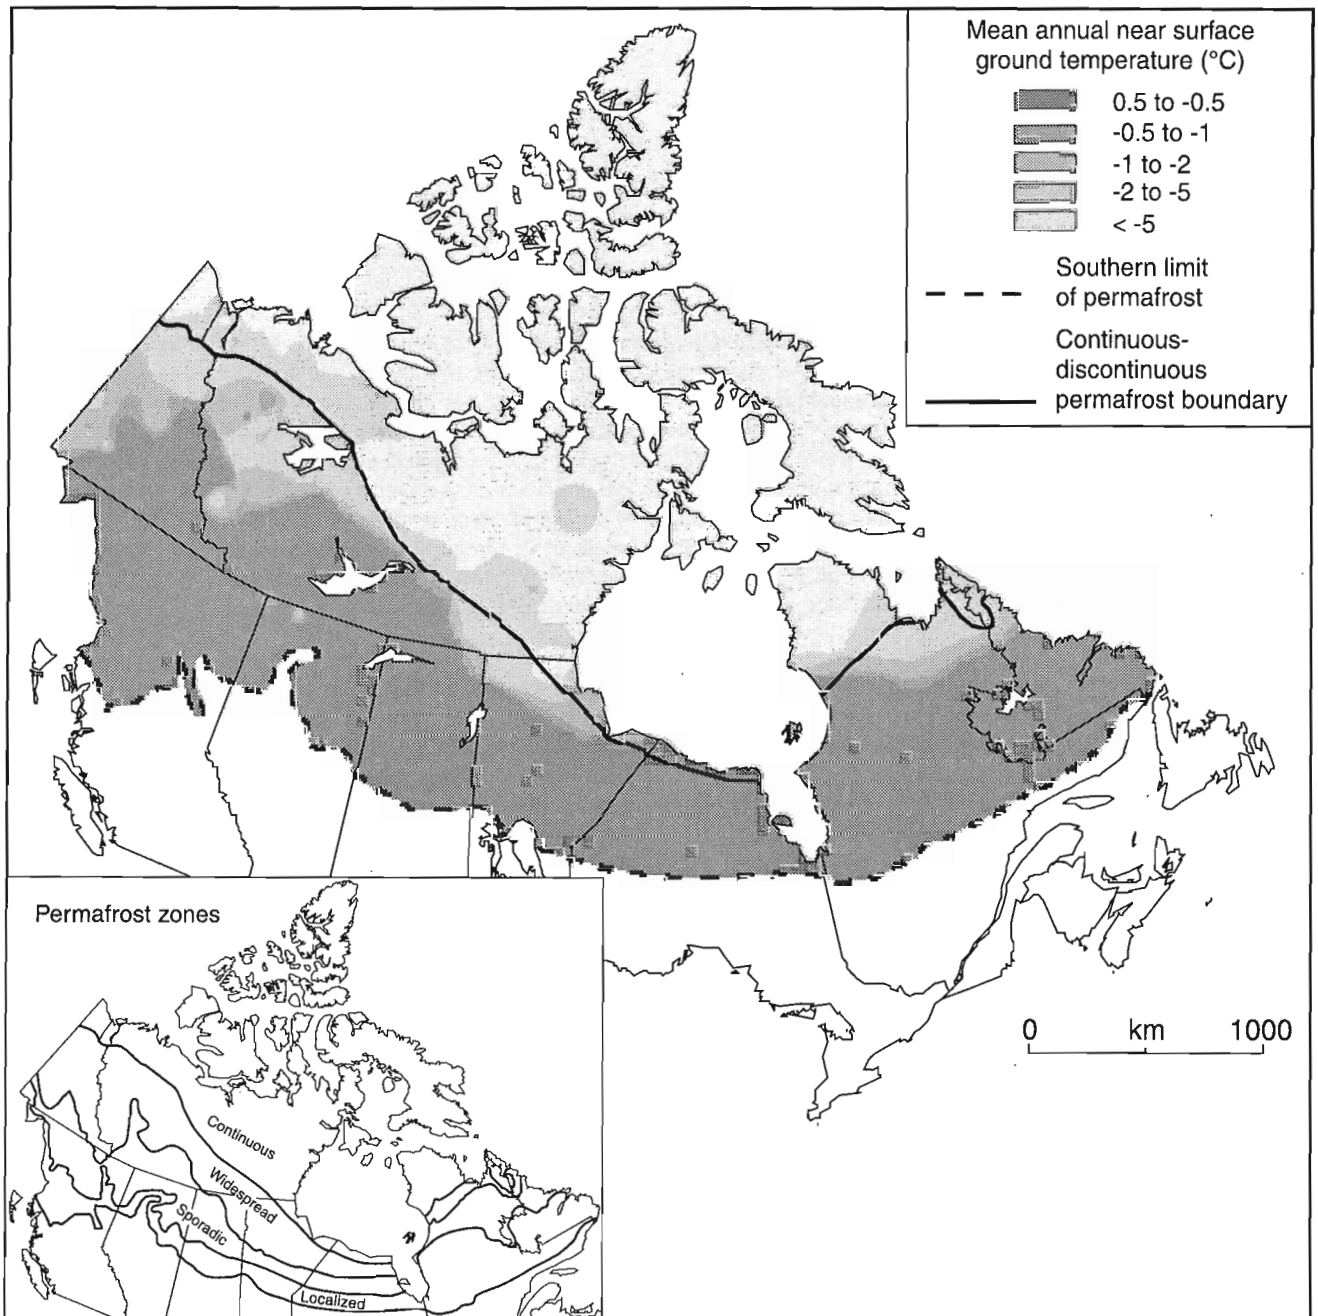 Mean annual near surface
ground temperature (°C)
0.5 to -0.5
-0.5 to -1
-1 to -2
-2 to -5
< -5
Southern limit
of permafrost
Continuous-
discontinuous
permafrost boundary
Permafrost zones
Continuous
Widespread
Sporadic
Localized
0 km 1000